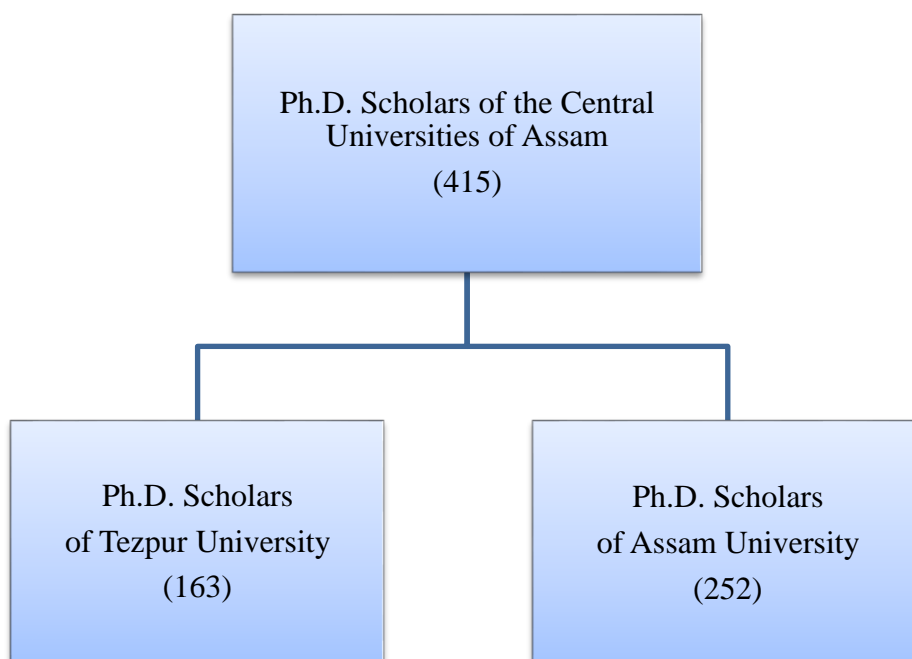 Ph.D. Scholars of the Central
Universities of Assam
(415)
Ph.D. Scholars
of Tezpur University
(163)
Ph.D. Scholars
of Assam University
(252)